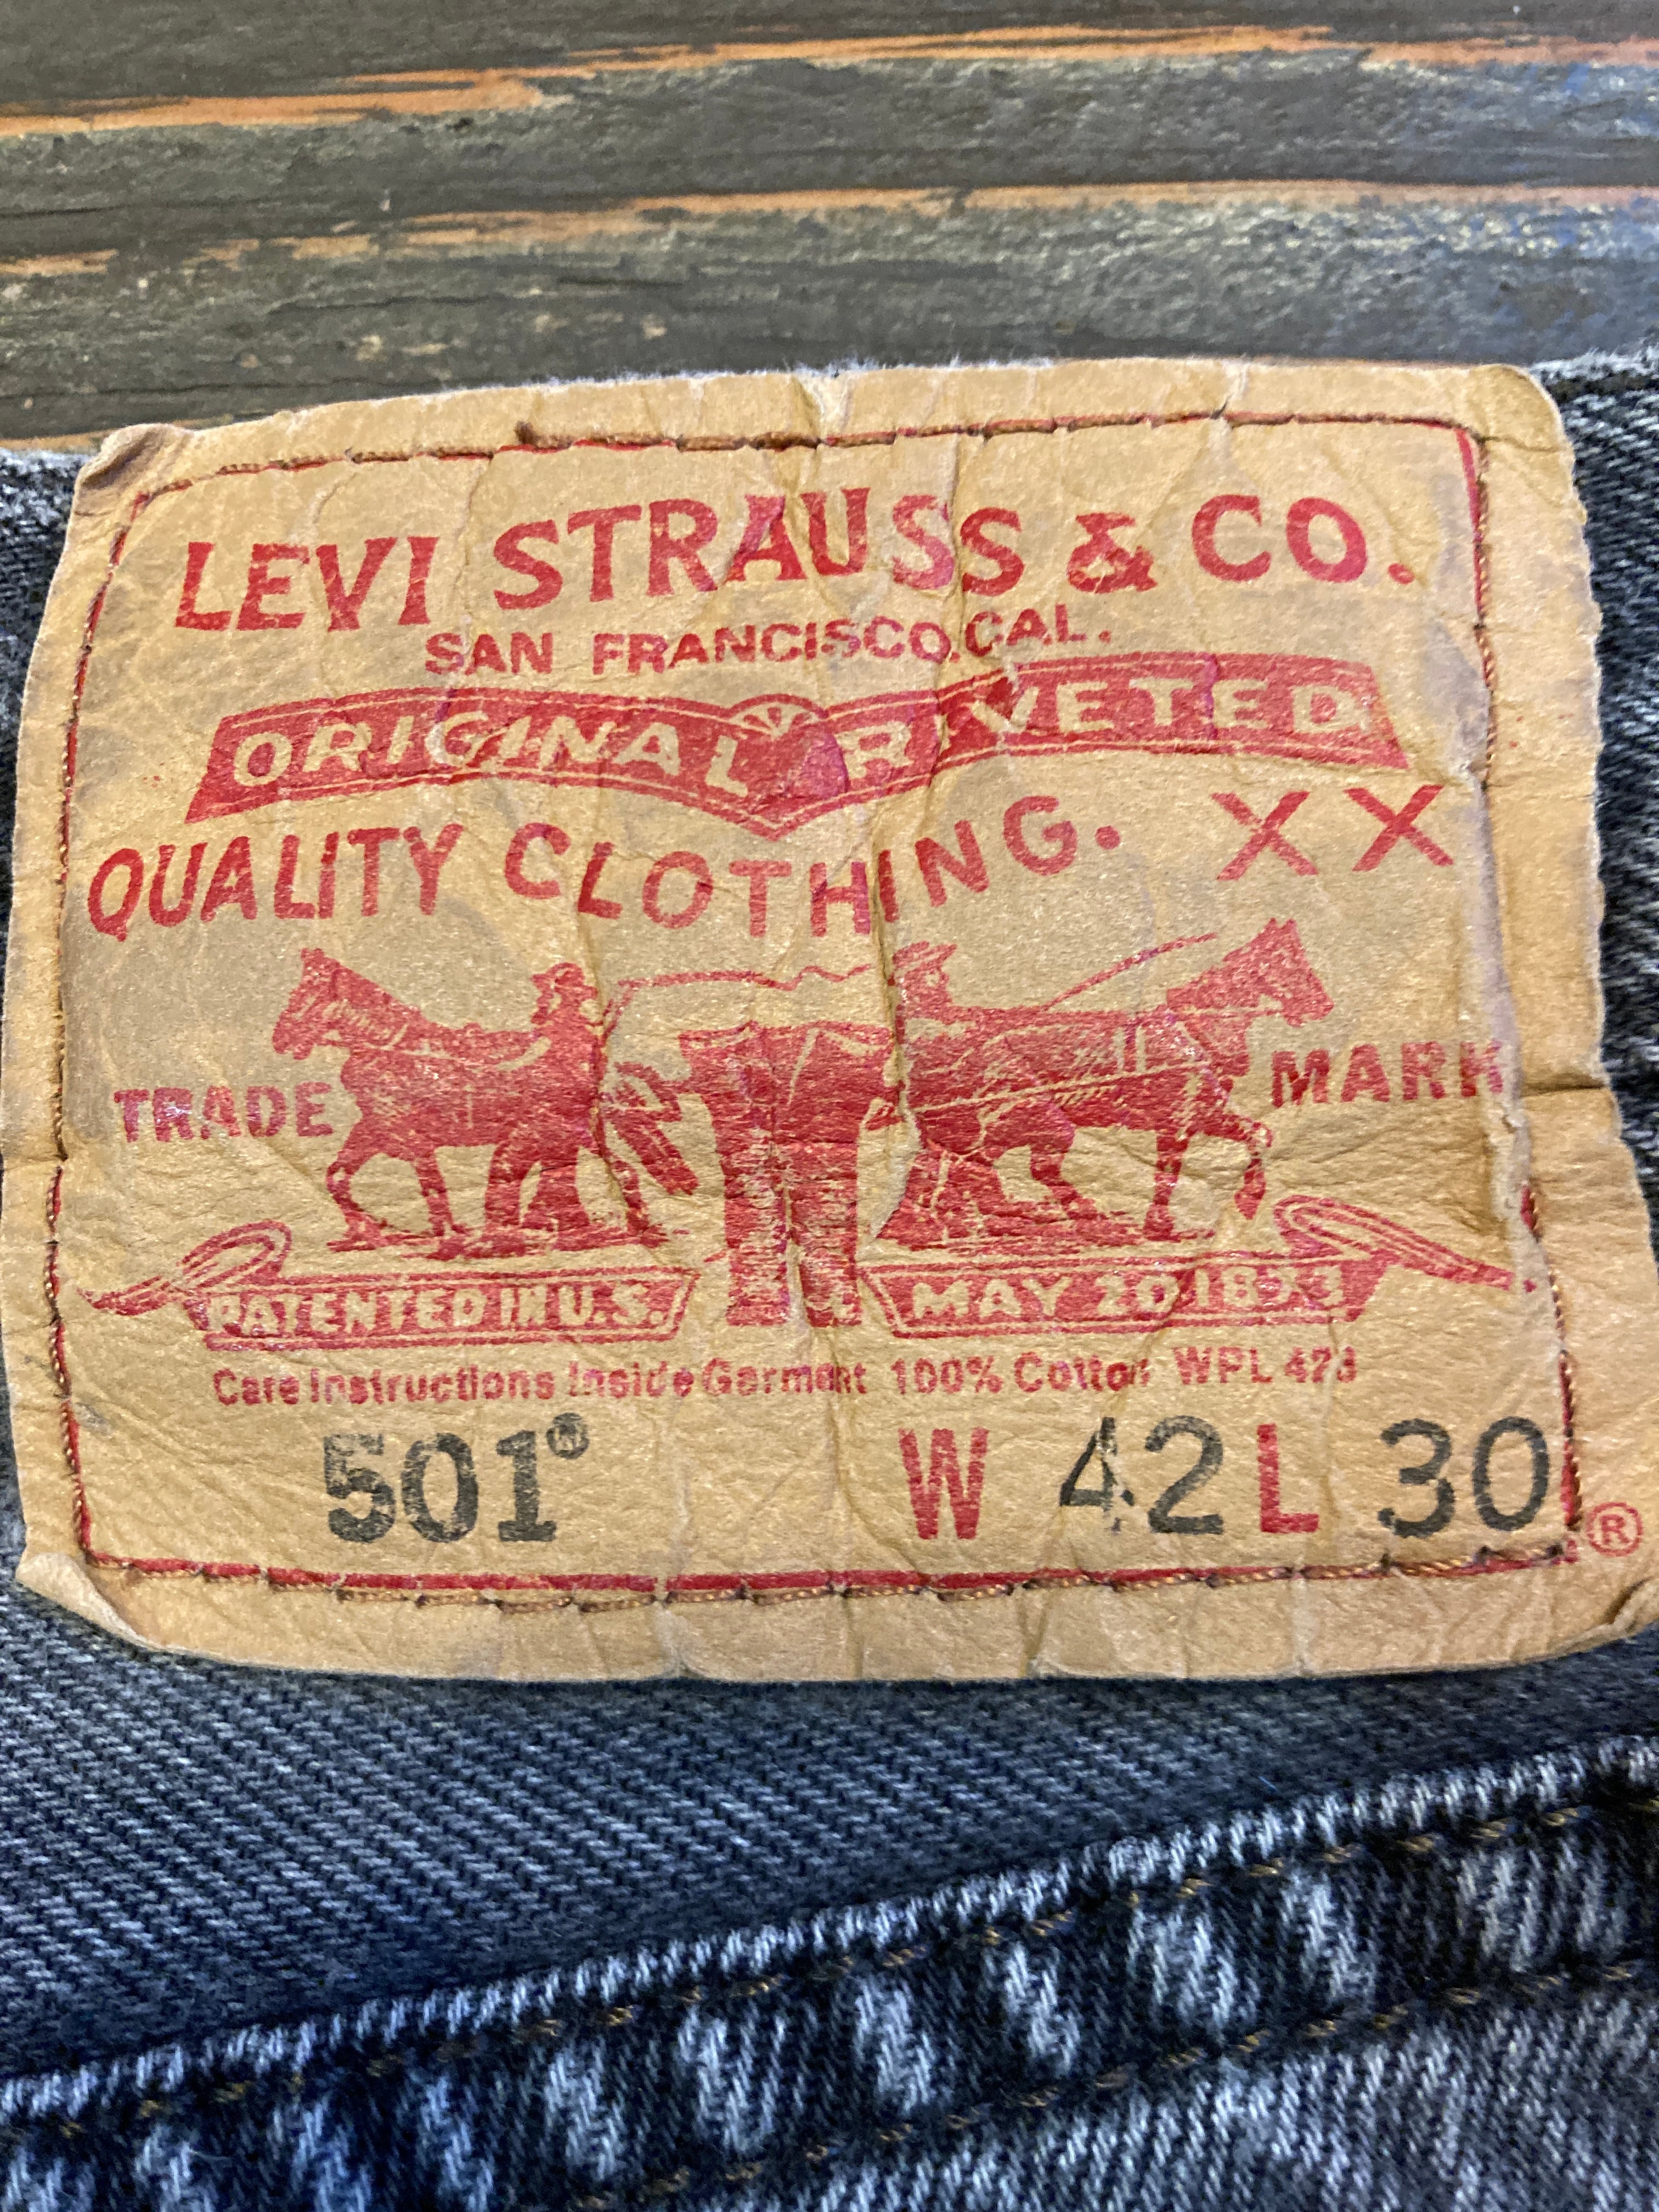 LEVI STRAUSS & CO.
SAN FRANCISCO, CAL.
ORIGINAL RIVETED
QUALITY CLOTHING. XX
TRADE MARK
PATENTED IN U.S. MAY 20 1873
Care Instructions Inside Garment 100% Cotton WPL 423
501® W 42 L 30 ®